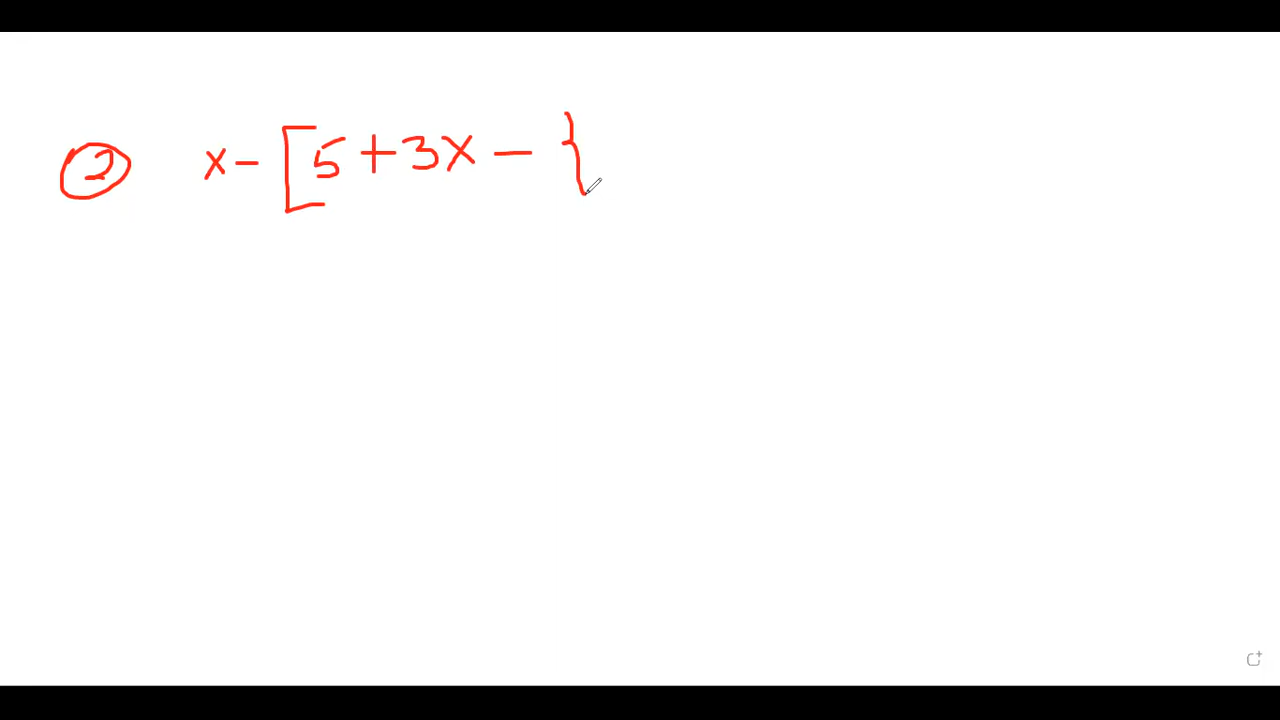 ② x - [5 + 3x - {